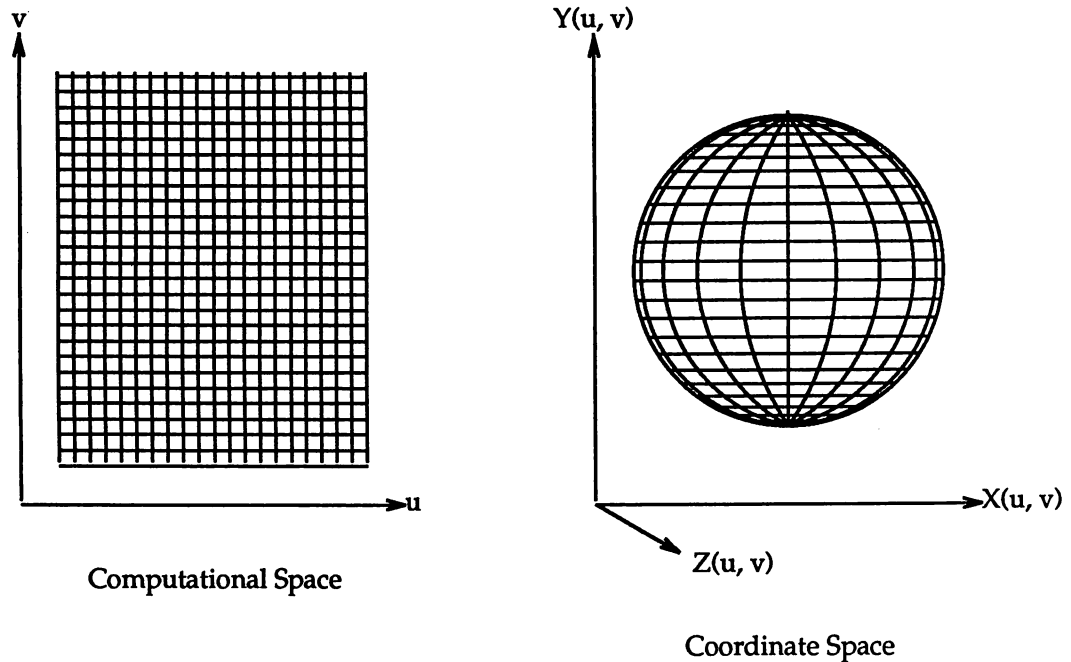 v
u
Computational Space
Y(u, v)
X(u, v)
Z(u, v)
Coordinate Space